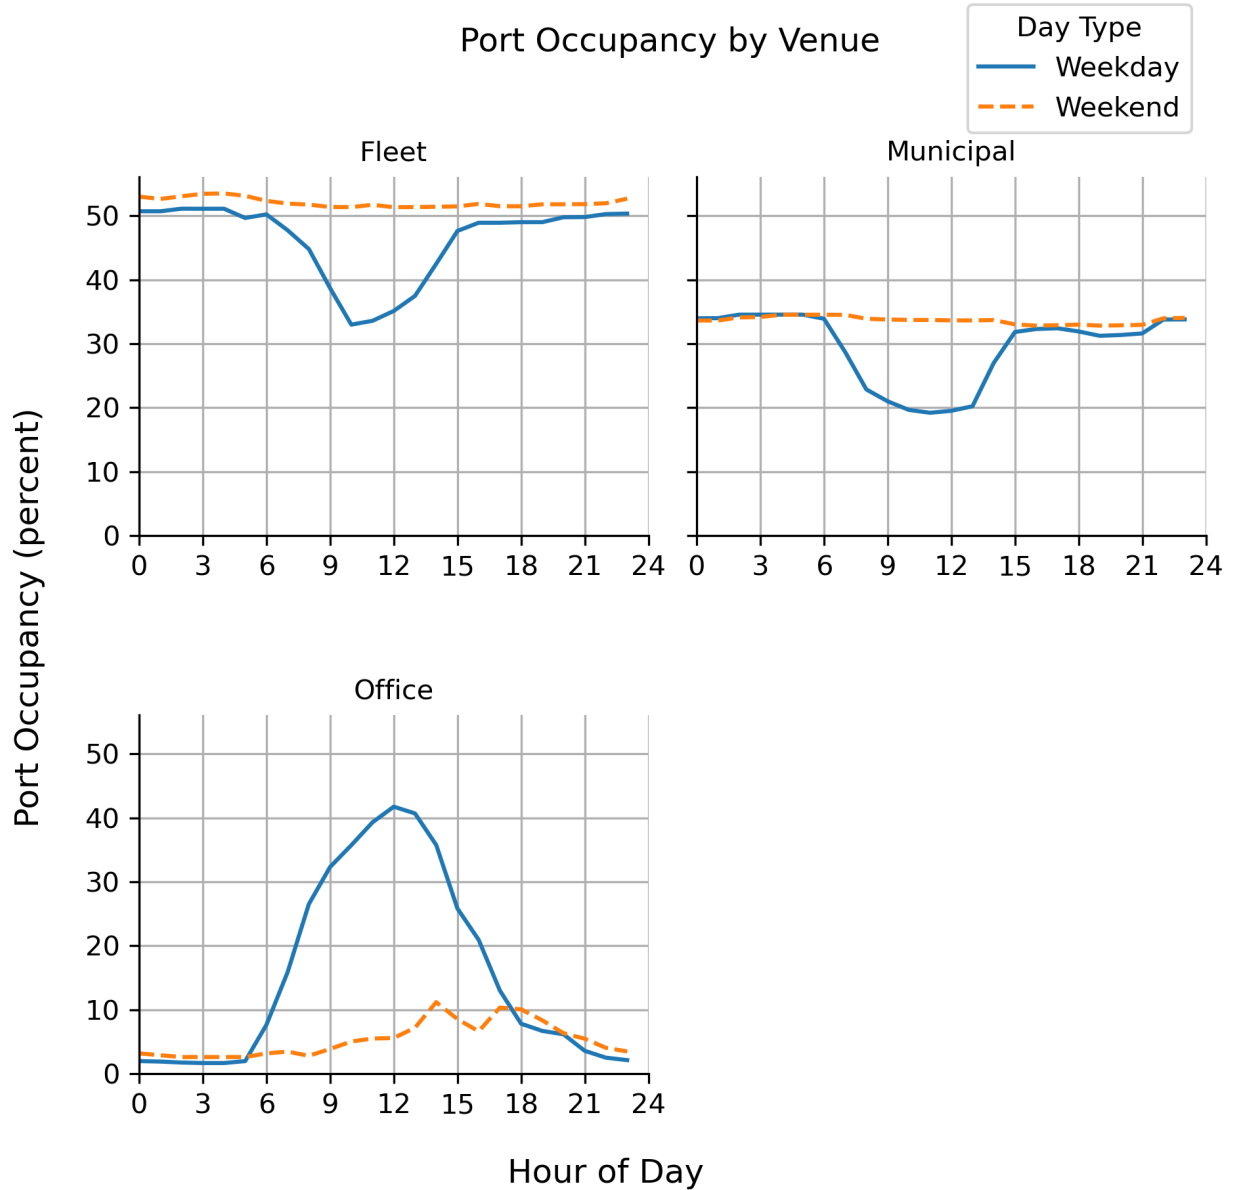 Port Occupancy by Venue
Day Type
Weekday
Weekend
Fleet
Municipal
50
40
30
20
10
0
0 3 6 9 12 15 18 21 24
0 3 6 9 12 15 18 21 24
Port Occupancy (percent)
Office
50
40
30
20
10
0
0 3 6 9 12 15 18 21 24
Hour of Day